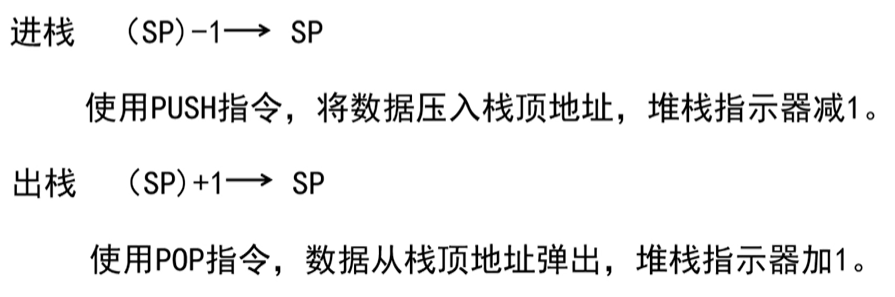 进栈 （SP)-1→ SP
使用PUSH指令，将数据压入栈顶地址，堆栈指示器减1。
出栈 （SP)+1→ SP
使用POP指令，数据从栈顶地址弹出，堆栈指示器加1。